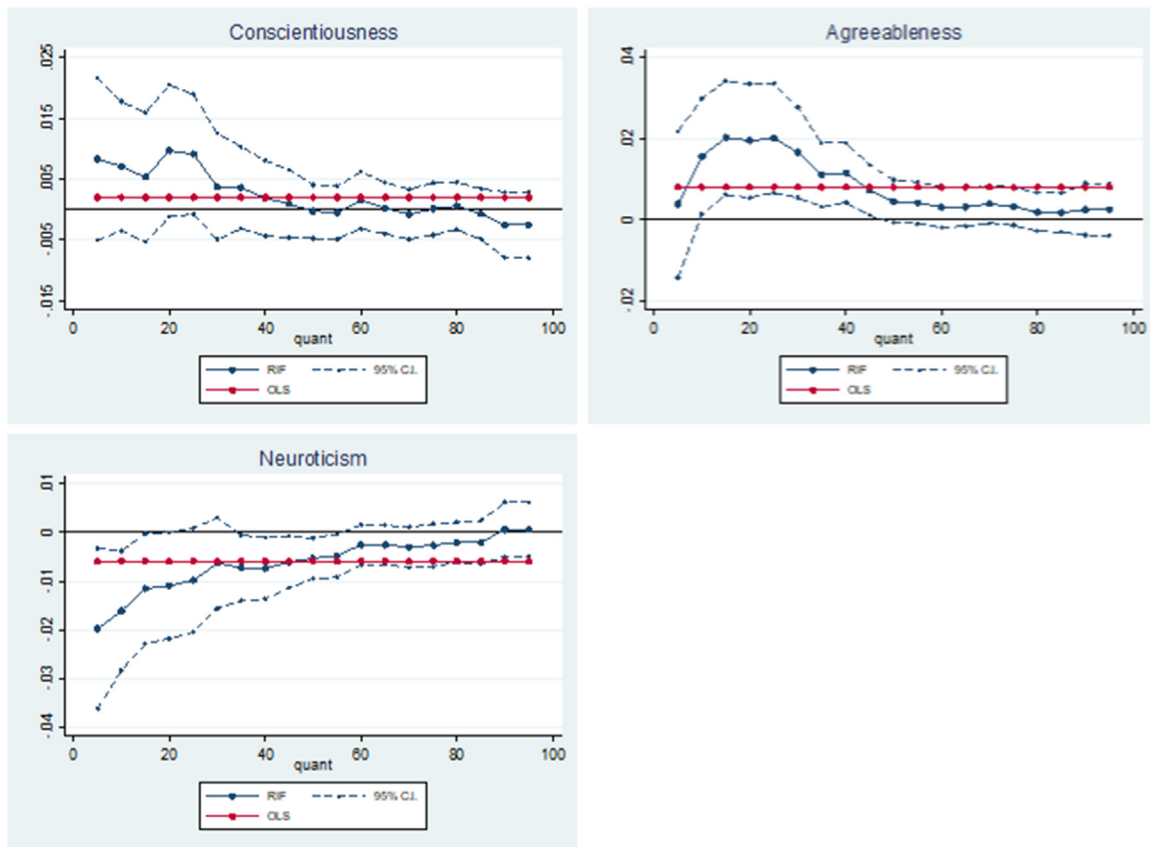 Conscientiousness
.025
.015
.005
-.005
-.015
0 20 40 60 80 100
quant
RIF 95% C.I.
OLS
Agreeableness
.04
.02
0
-.02
0 20 40 60 80 100
quant
RIF 95% C.I.
OLS
Neuroticism
.01
0
-.01
-.02
-.03
-.04
0 20 40 60 80 100
quant
RIF 95% C.I.
OLS